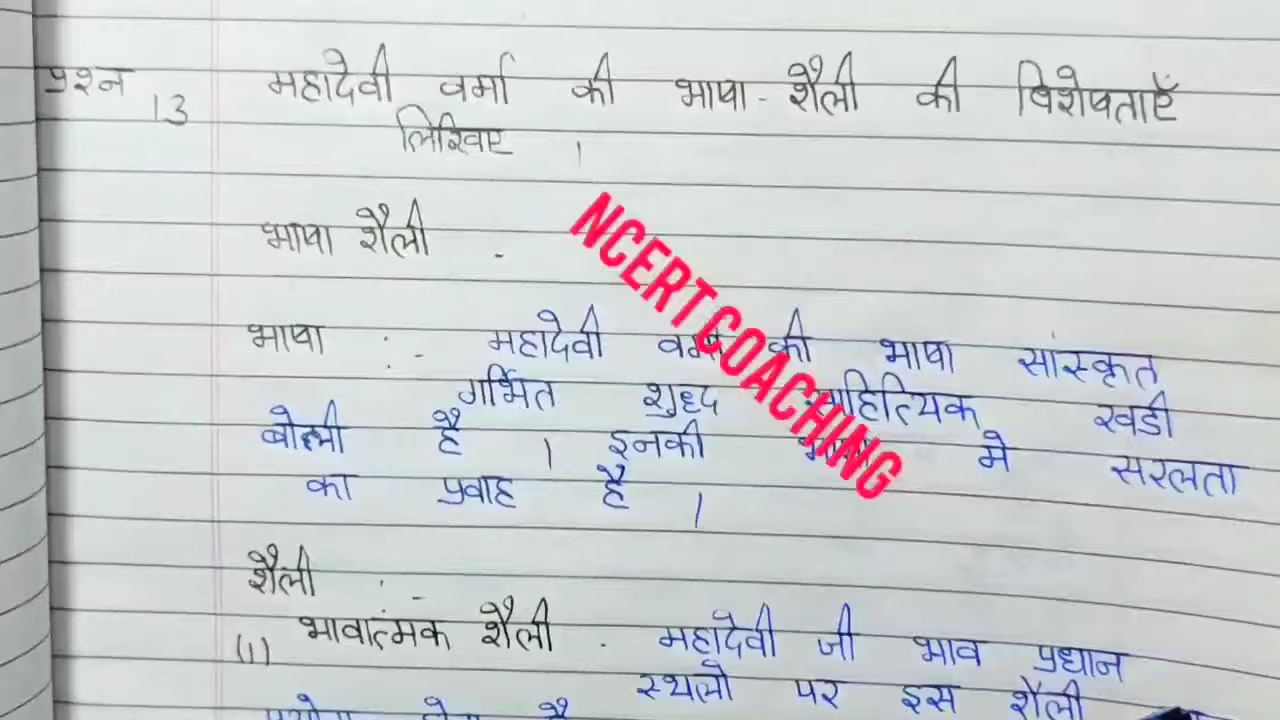 प्रश्न 13 महादेवी वर्मा की भाषा-शैली की विशेषताएँ
लिखिए ।
भाषा शैली -
भाषा :- महादेवी वर्मा की भाषा सांस्कृत
गर्भित शुद्द साहित्यिक खडी
बोली है । इनकी भाषा मे सरलता
का प्रवाह है ।
शैली :-
(1) भावात्मक शैली - महादेवी जी भाव प्रधान
स्थलो पर इस शैली
NCERT COACHING